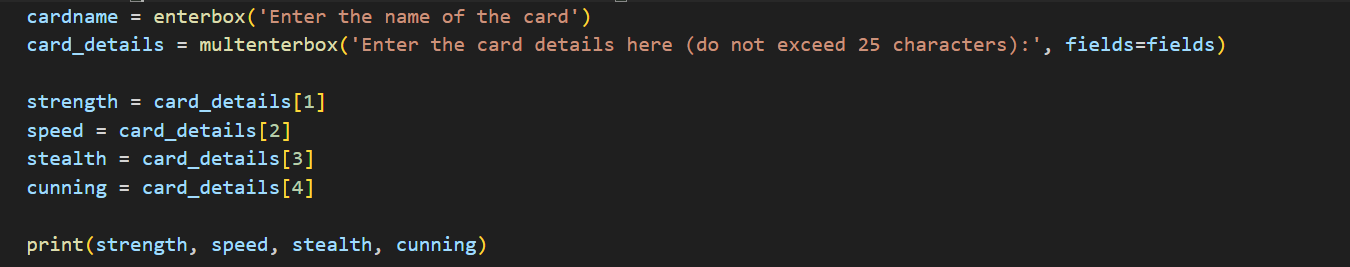 cardname = enterbox('Enter the name of the card')
card_details = multenterbox('Enter the card details here (do not exceed 25 characters):', fields=fields)
strength = card_details[1]
speed = card_details[2]
stealth = card_details[3]
cunning = card_details[4]
print(strength, speed, stealth, cunning)